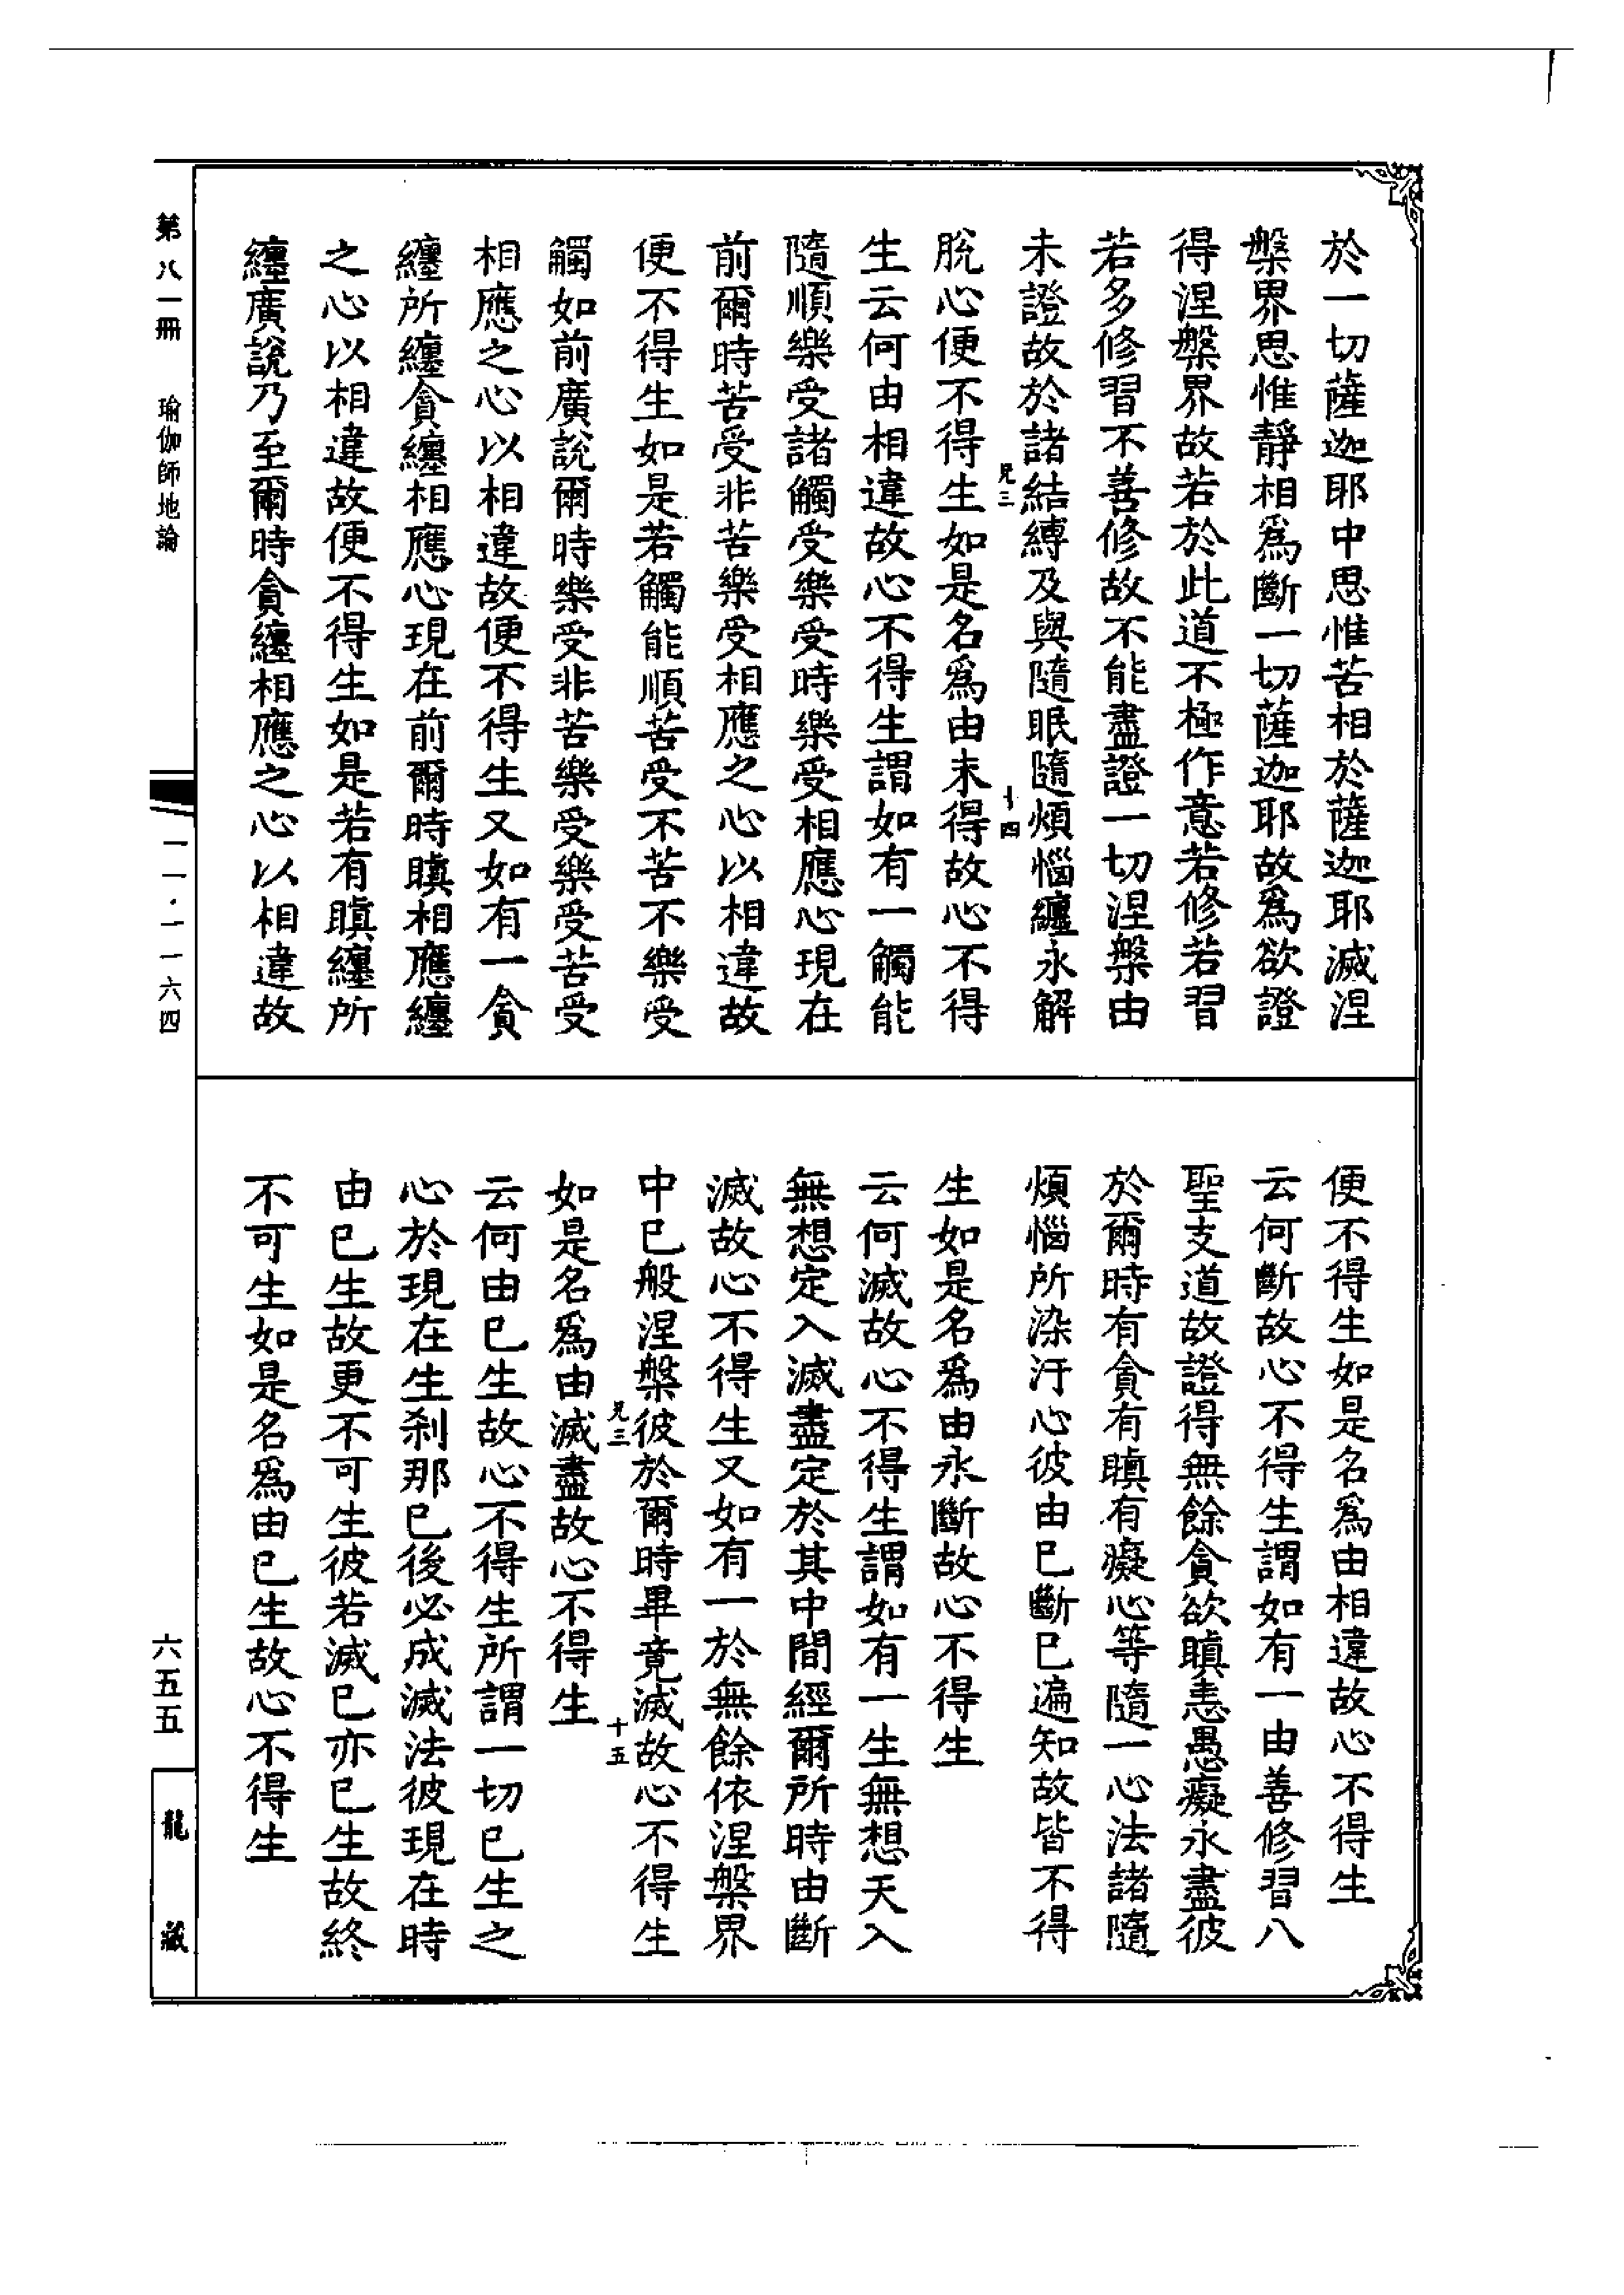 於一切薩迦耶中思惟苦相於薩迦耶滅涅
槃界思惟靜相爲斷一切薩迦耶故爲欲證
得涅槃界故若於此道不極作意若修若習
若多修習不善修故不能盡證一切涅槃由
未證故於諸結縛及與隨眠隨煩惱纏永解
兄三 十四
脫心便不得生如是名爲由未得故心不得
生云何由相違故心不得生謂如有一觸能
隨順樂受諸觸受樂受時樂受相應心現在
前爾時苦受非苦樂受相應之心以相違故
便不得生如是若觸能順苦受不苦不樂受
觸如前廣說爾時樂受非苦樂受樂受苦受
相應之心以相違故便不得生又如有一貪
纏所纏貪纏相應心現在前爾時瞋相應纏
之心以相違故便不得生如是若有瞋纏所
纏廣說乃至爾時貪纏相應之心以相違故
便不得生如是名爲由相違故心不得生
云何斷故心不得生謂如有一由善修習八
聖支道故證得無餘貪欲瞋恚愚癡永盡彼
於爾時有貪有瞋有癡心等隨一心法諸隨
煩惱所染汙心彼由已斷已遍知故皆不得
生如是名爲由永斷故心不得生
云何滅故心不得生謂如有一生無想天入
無想定入滅盡定於其中間經爾所時由斷
滅故心不得生又如有一於無餘依涅槃界
中已般涅槃彼於爾時畢竟滅故心不得生
兄三 十五
如是名爲由滅盡故心不得生
云何由已生故心不得生所謂一切已生之
心於現在生刹那已後必成滅法彼現在時
由已生故更不可生彼若滅已亦已生故終
不可生如是名爲由已生故心不得生
第八一冊 瑜伽師地論 一一·一一六四 六五五 龍藏